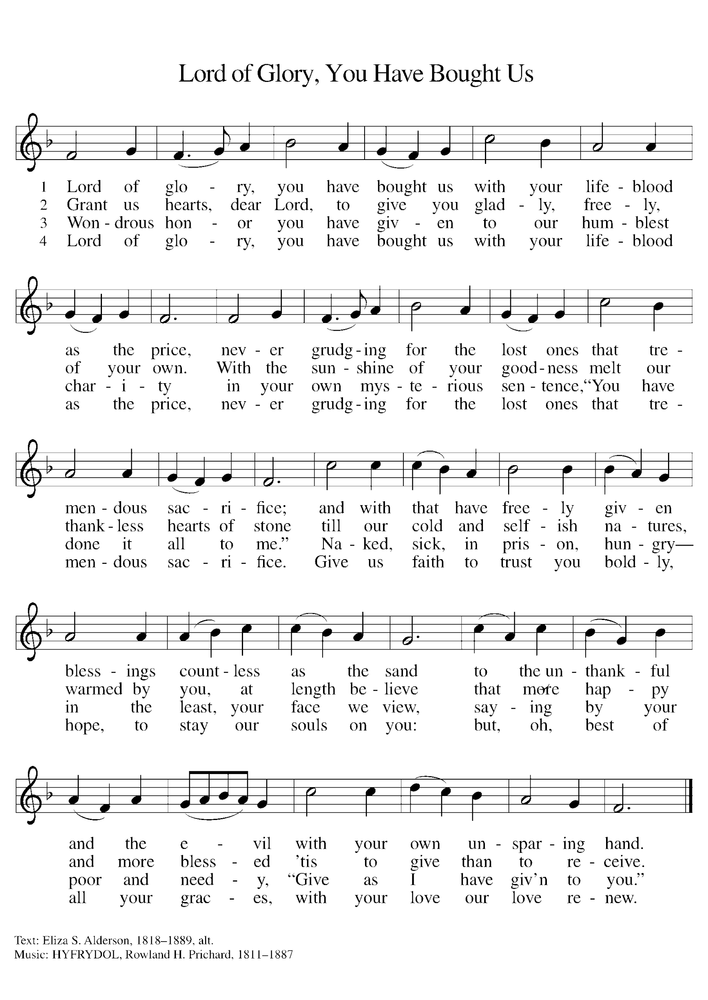 Lord of Glory, You Have Bought Us
1 Lord of glo - ry, you have bought us with your life - blood
2 Grant us hearts, dear Lord, to give you glad - ly, free - ly,
3 Won - drous hon - or you have giv - en to our hum - blest
4 Lord of glo - ry, you have bought us with your life - blood
as the price, nev - er grudg - ing for the lost ones that tre -
of your own. With the sun - shine of your good - ness melt our
char - i - ty in your own mys - te - rious sen - tence, “You have
as the price, nev - er grudg - ing for the lost ones that tre -
men - dous sac - ri - fice; and with that have free - ly giv - en
thank - less hearts of stone till our cold and self - ish na - tures,
done it all to me.” Na - ked, sick, in pris - on, hun - gry—
men - dous sac - ri - fice. Give us faith to trust you bold - ly,
bless - ings count - less as the sand to the un - thank - ful
warmed by you, at length be - lieve that more hap - py
in the least, your face we view, say - ing by your
hope, to stay our souls on you: but, oh, best of
and the e - vil with your own un - spar - ing hand.
and more bless - ed ’tis to give than to re - ceive.
poor and need - y, “Give as I have giv’n to you.”
all your grac - es, with your love our love re - new.
Text: Eliza S. Alderson, 1818–1889, alt.
Music: HYFRYDOL, Rowland H. Prichard, 1811–1887